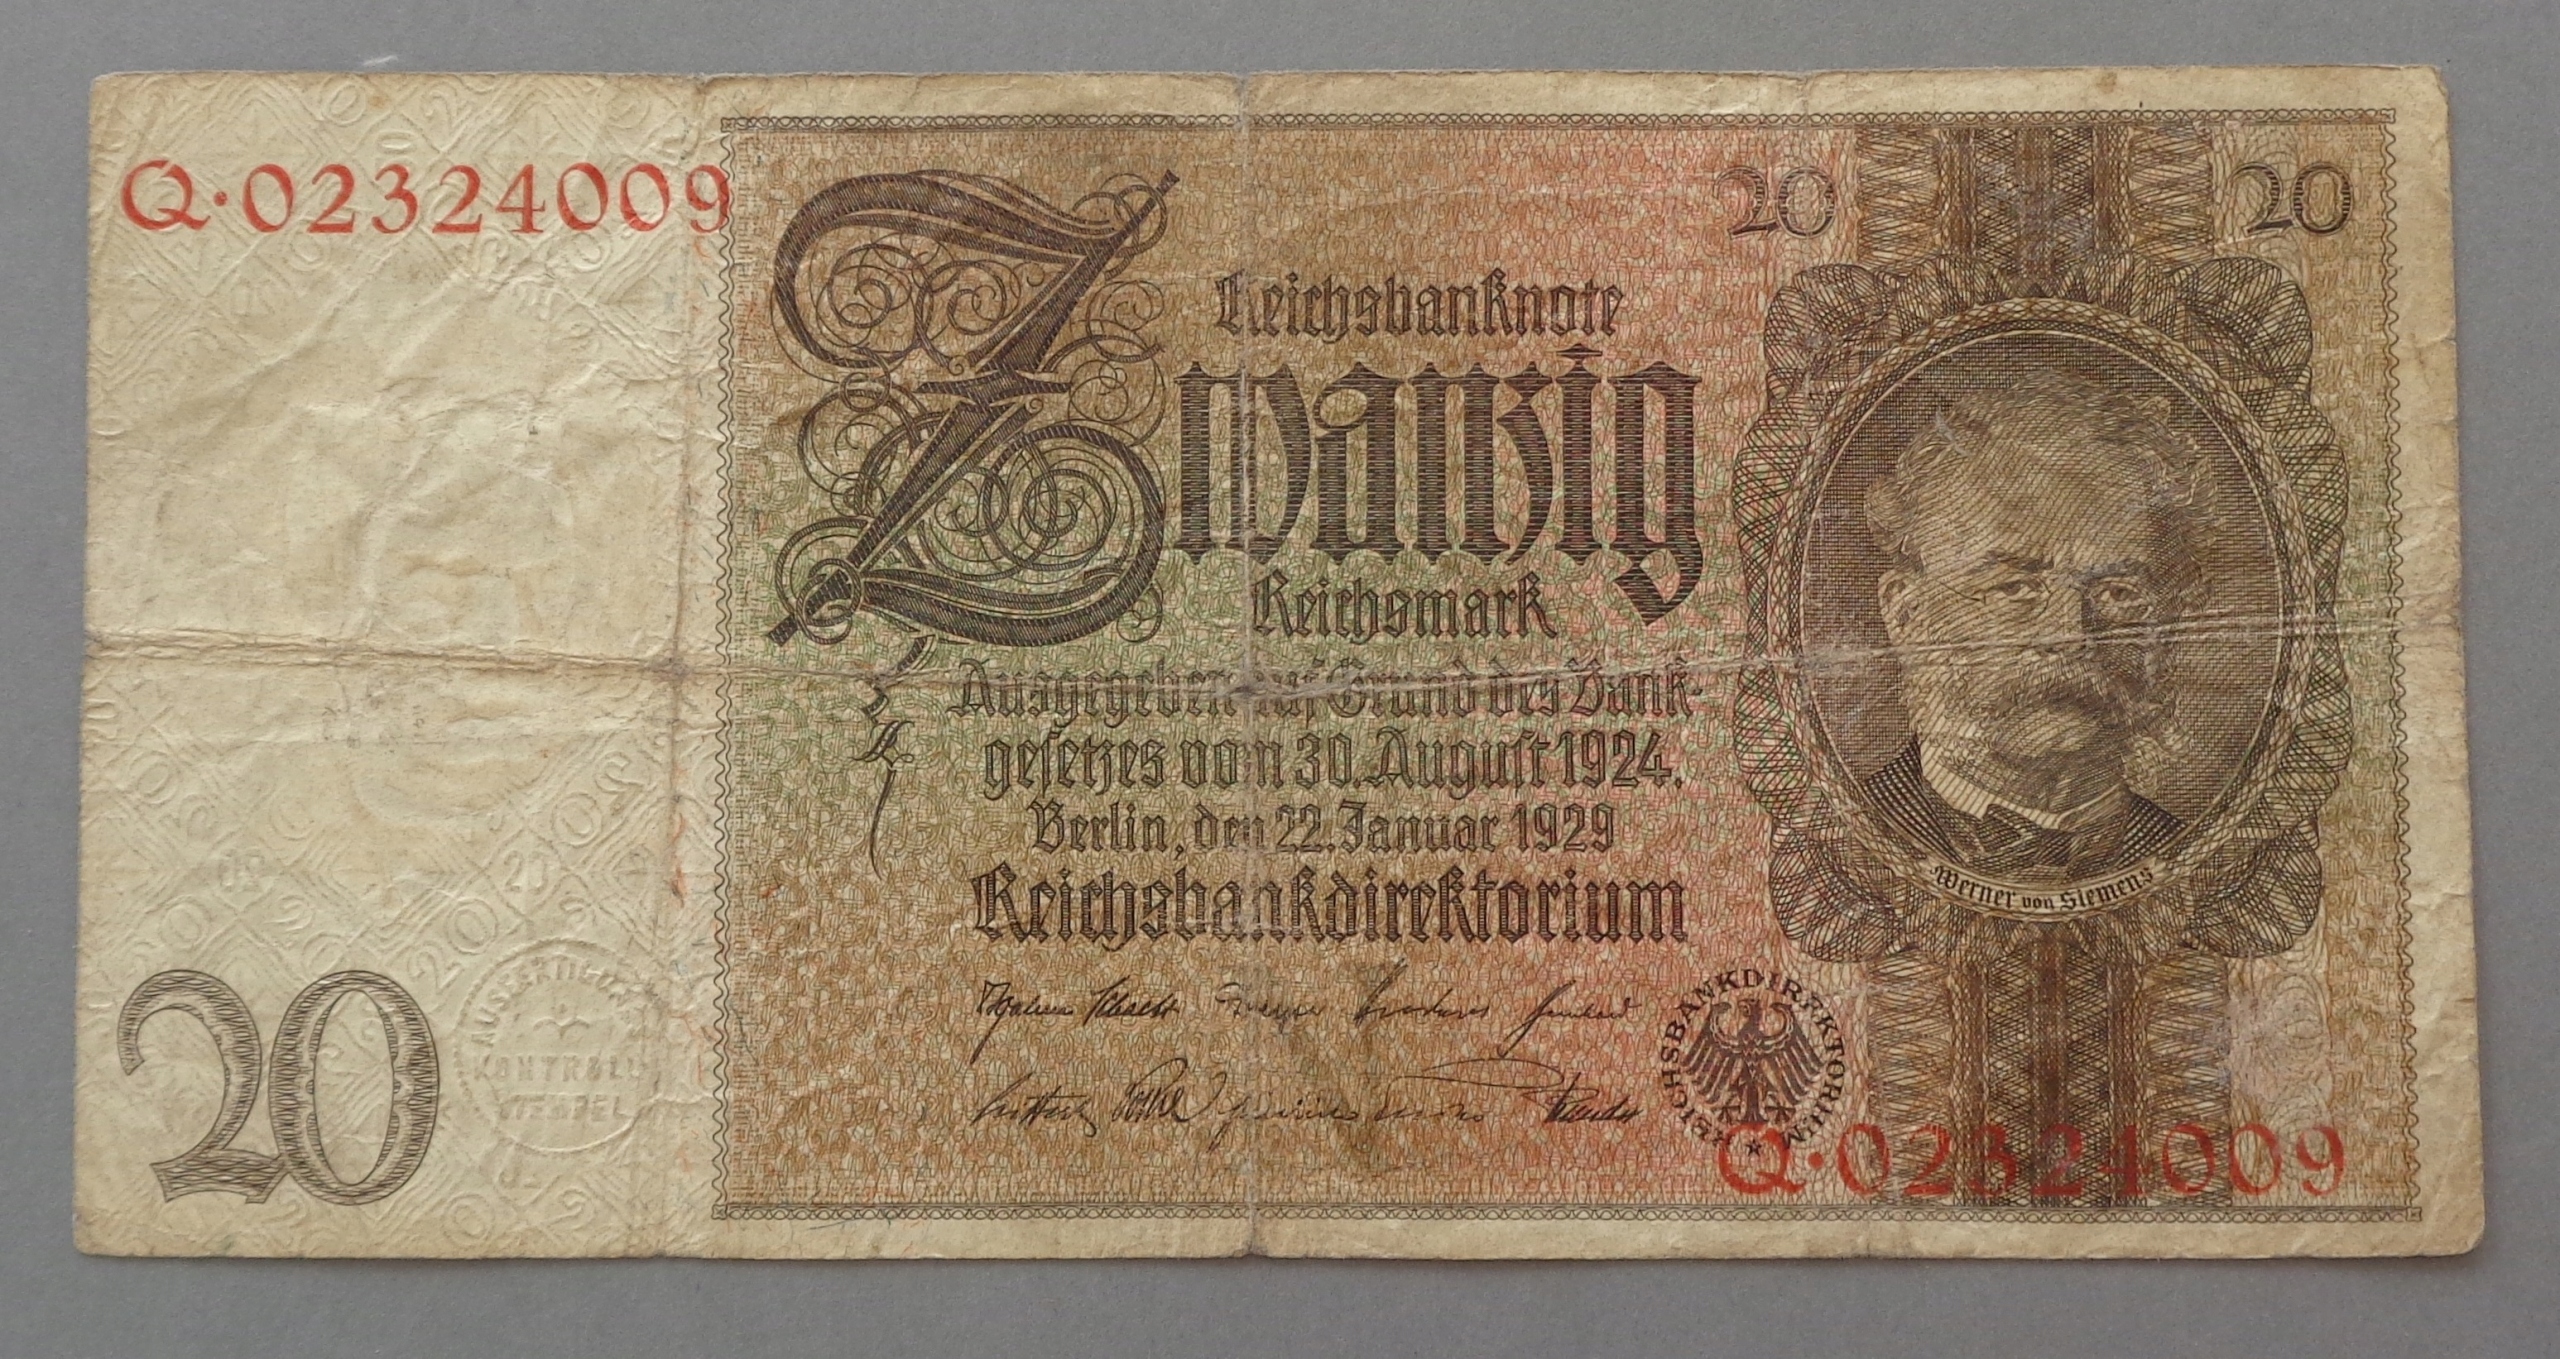 Q·02324009
20
20
Reichsbanknote
Zwanzig
Reichsmark
Ausgegeben auf Grund des Bank-
gesetzes vom 30. August 1924.
Berlin, den 22. Januar 1929
Reichsbankdirektorium
Werner von Siemens
REICHSBANKDIREKTORIUM
Q·02324009
20
AUSFERTIGUNGS
KONTROLL
STEMPEL